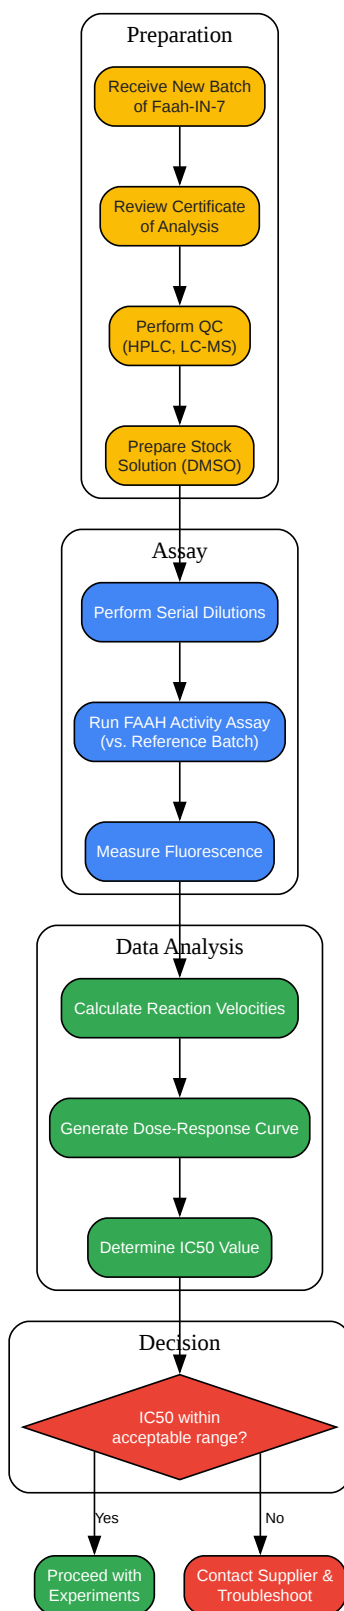 Preparation
Receive New Batch
of Faah-IN-7
Review Certificate
of Analysis
Perform QC
(HPLC, LC-MS)
Prepare Stock
Solution (DMSO)
Assay
Perform Serial Dilutions
Run FAAH Activity Assay
(vs. Reference Batch)
Measure Fluorescence
Data Analysis
Calculate Reaction Velocities
Generate Dose-Response Curve
Determine IC50 Value
Decision
IC50 within
acceptable range?
Yes
No
Proceed with
Experiments
Contact Supplier &
Troubleshoot